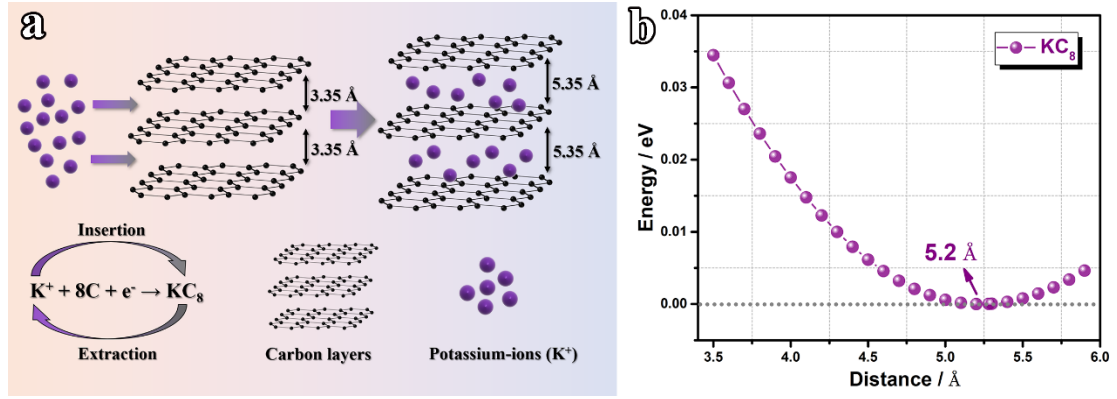 a
3.35 Å
3.35 Å
5.35 Å
5.35 Å
Insertion
K⁺ + 8C + e⁻ → KC₈
Extraction
Carbon layers
Potassium-ions (K⁺)
b
0.04
0.03
0.02
0.01
0.00
Energy / eV
KC₈
5.2 Å
3.5 4.0 4.5 5.0 5.5 6.0
Distance / Å